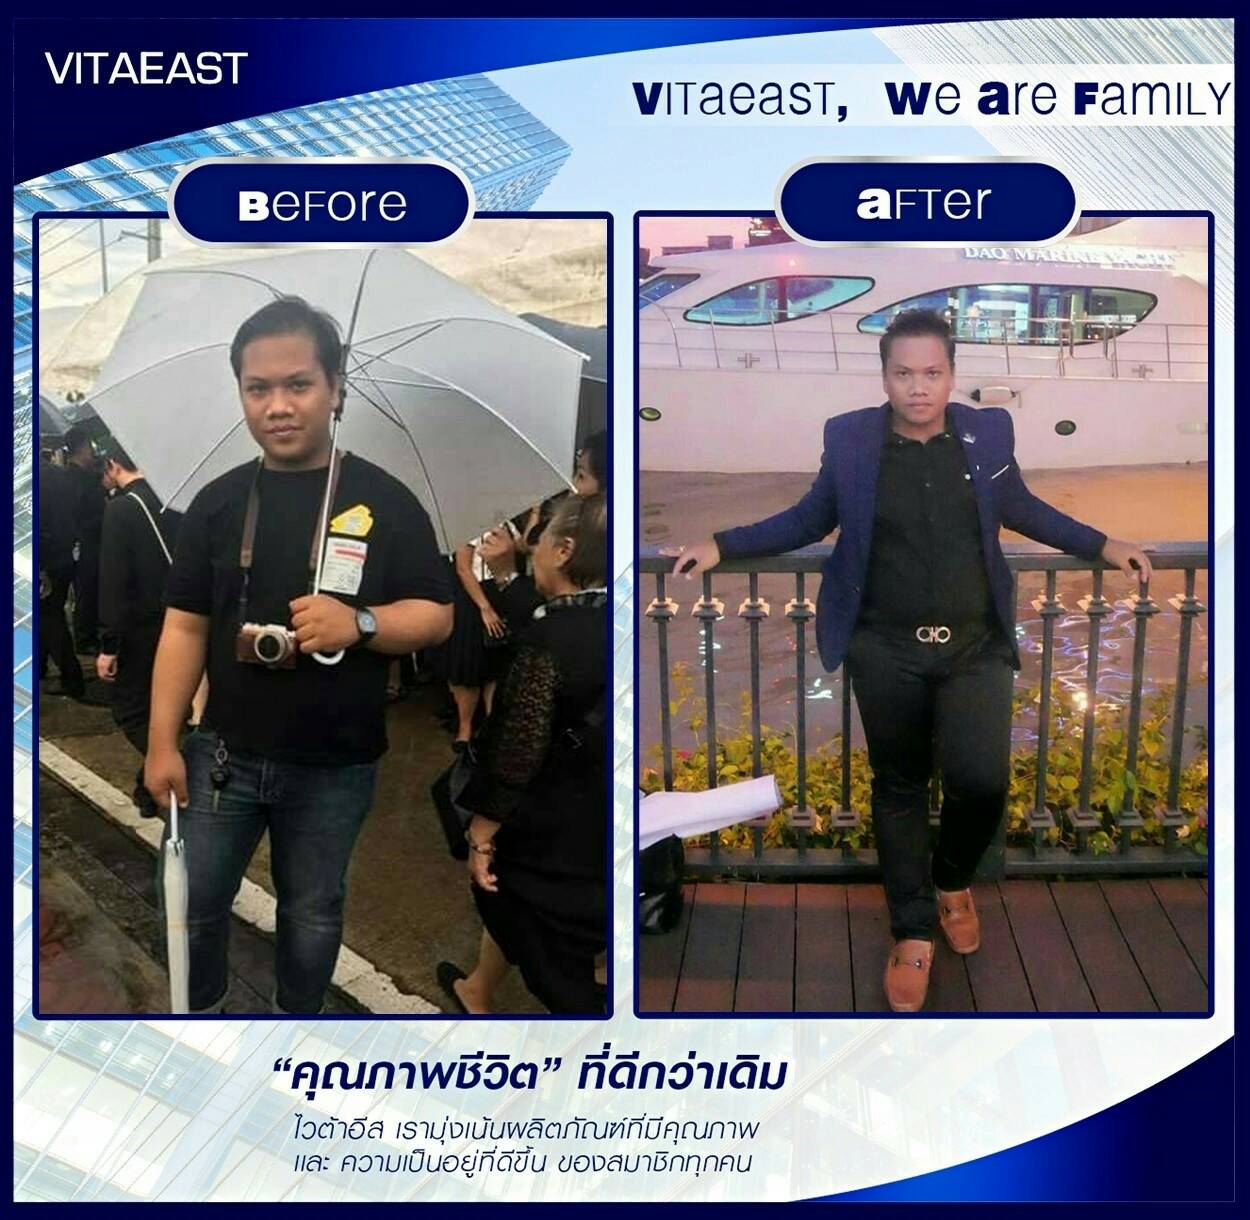 VITAEAST
VITaeasT, We are FamILY
BeFore
aFTer
DAO MARINE YACHT
“คุณภาพชีวิต” ที่ดีกว่าเดิม
ไวต้าอีส เรามุ่งเน้นผลิตภัณฑ์ที่มีคุณภาพ
และ ความเป็นอยู่ที่ดีขึ้น ของสมาชิกทุกคน